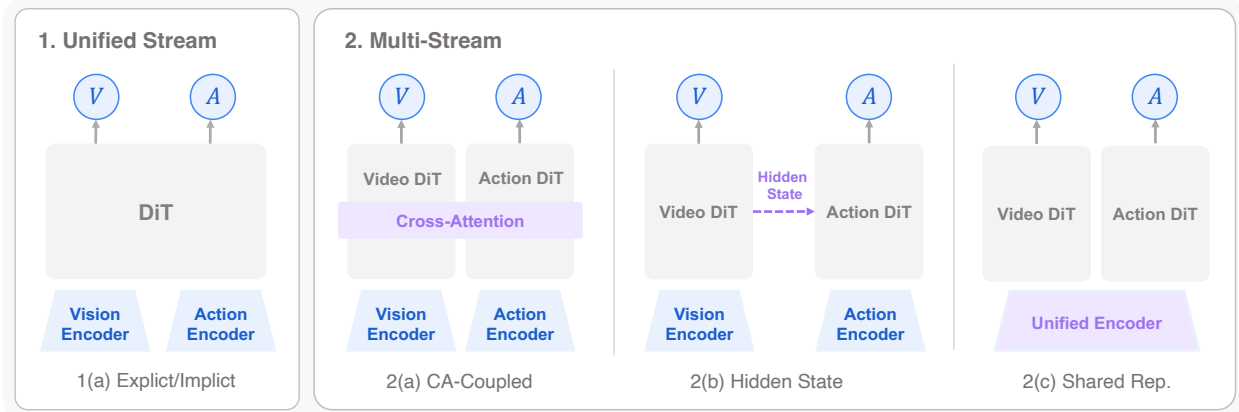 1. Unified Stream
V
A
DiT
Vision
Encoder
Action
Encoder
1(a) Explict/Implict
2. Multi-Stream
V
A
Video DiT
Action DiT
Cross-Attention
Vision
Encoder
Action
Encoder
2(a) CA-Coupled
V
A
Video DiT
Hidden
State
Action DiT
Vision
Encoder
Action
Encoder
2(b) Hidden State
V
A
Video DiT
Action DiT
Unified Encoder
2(c) Shared Rep.